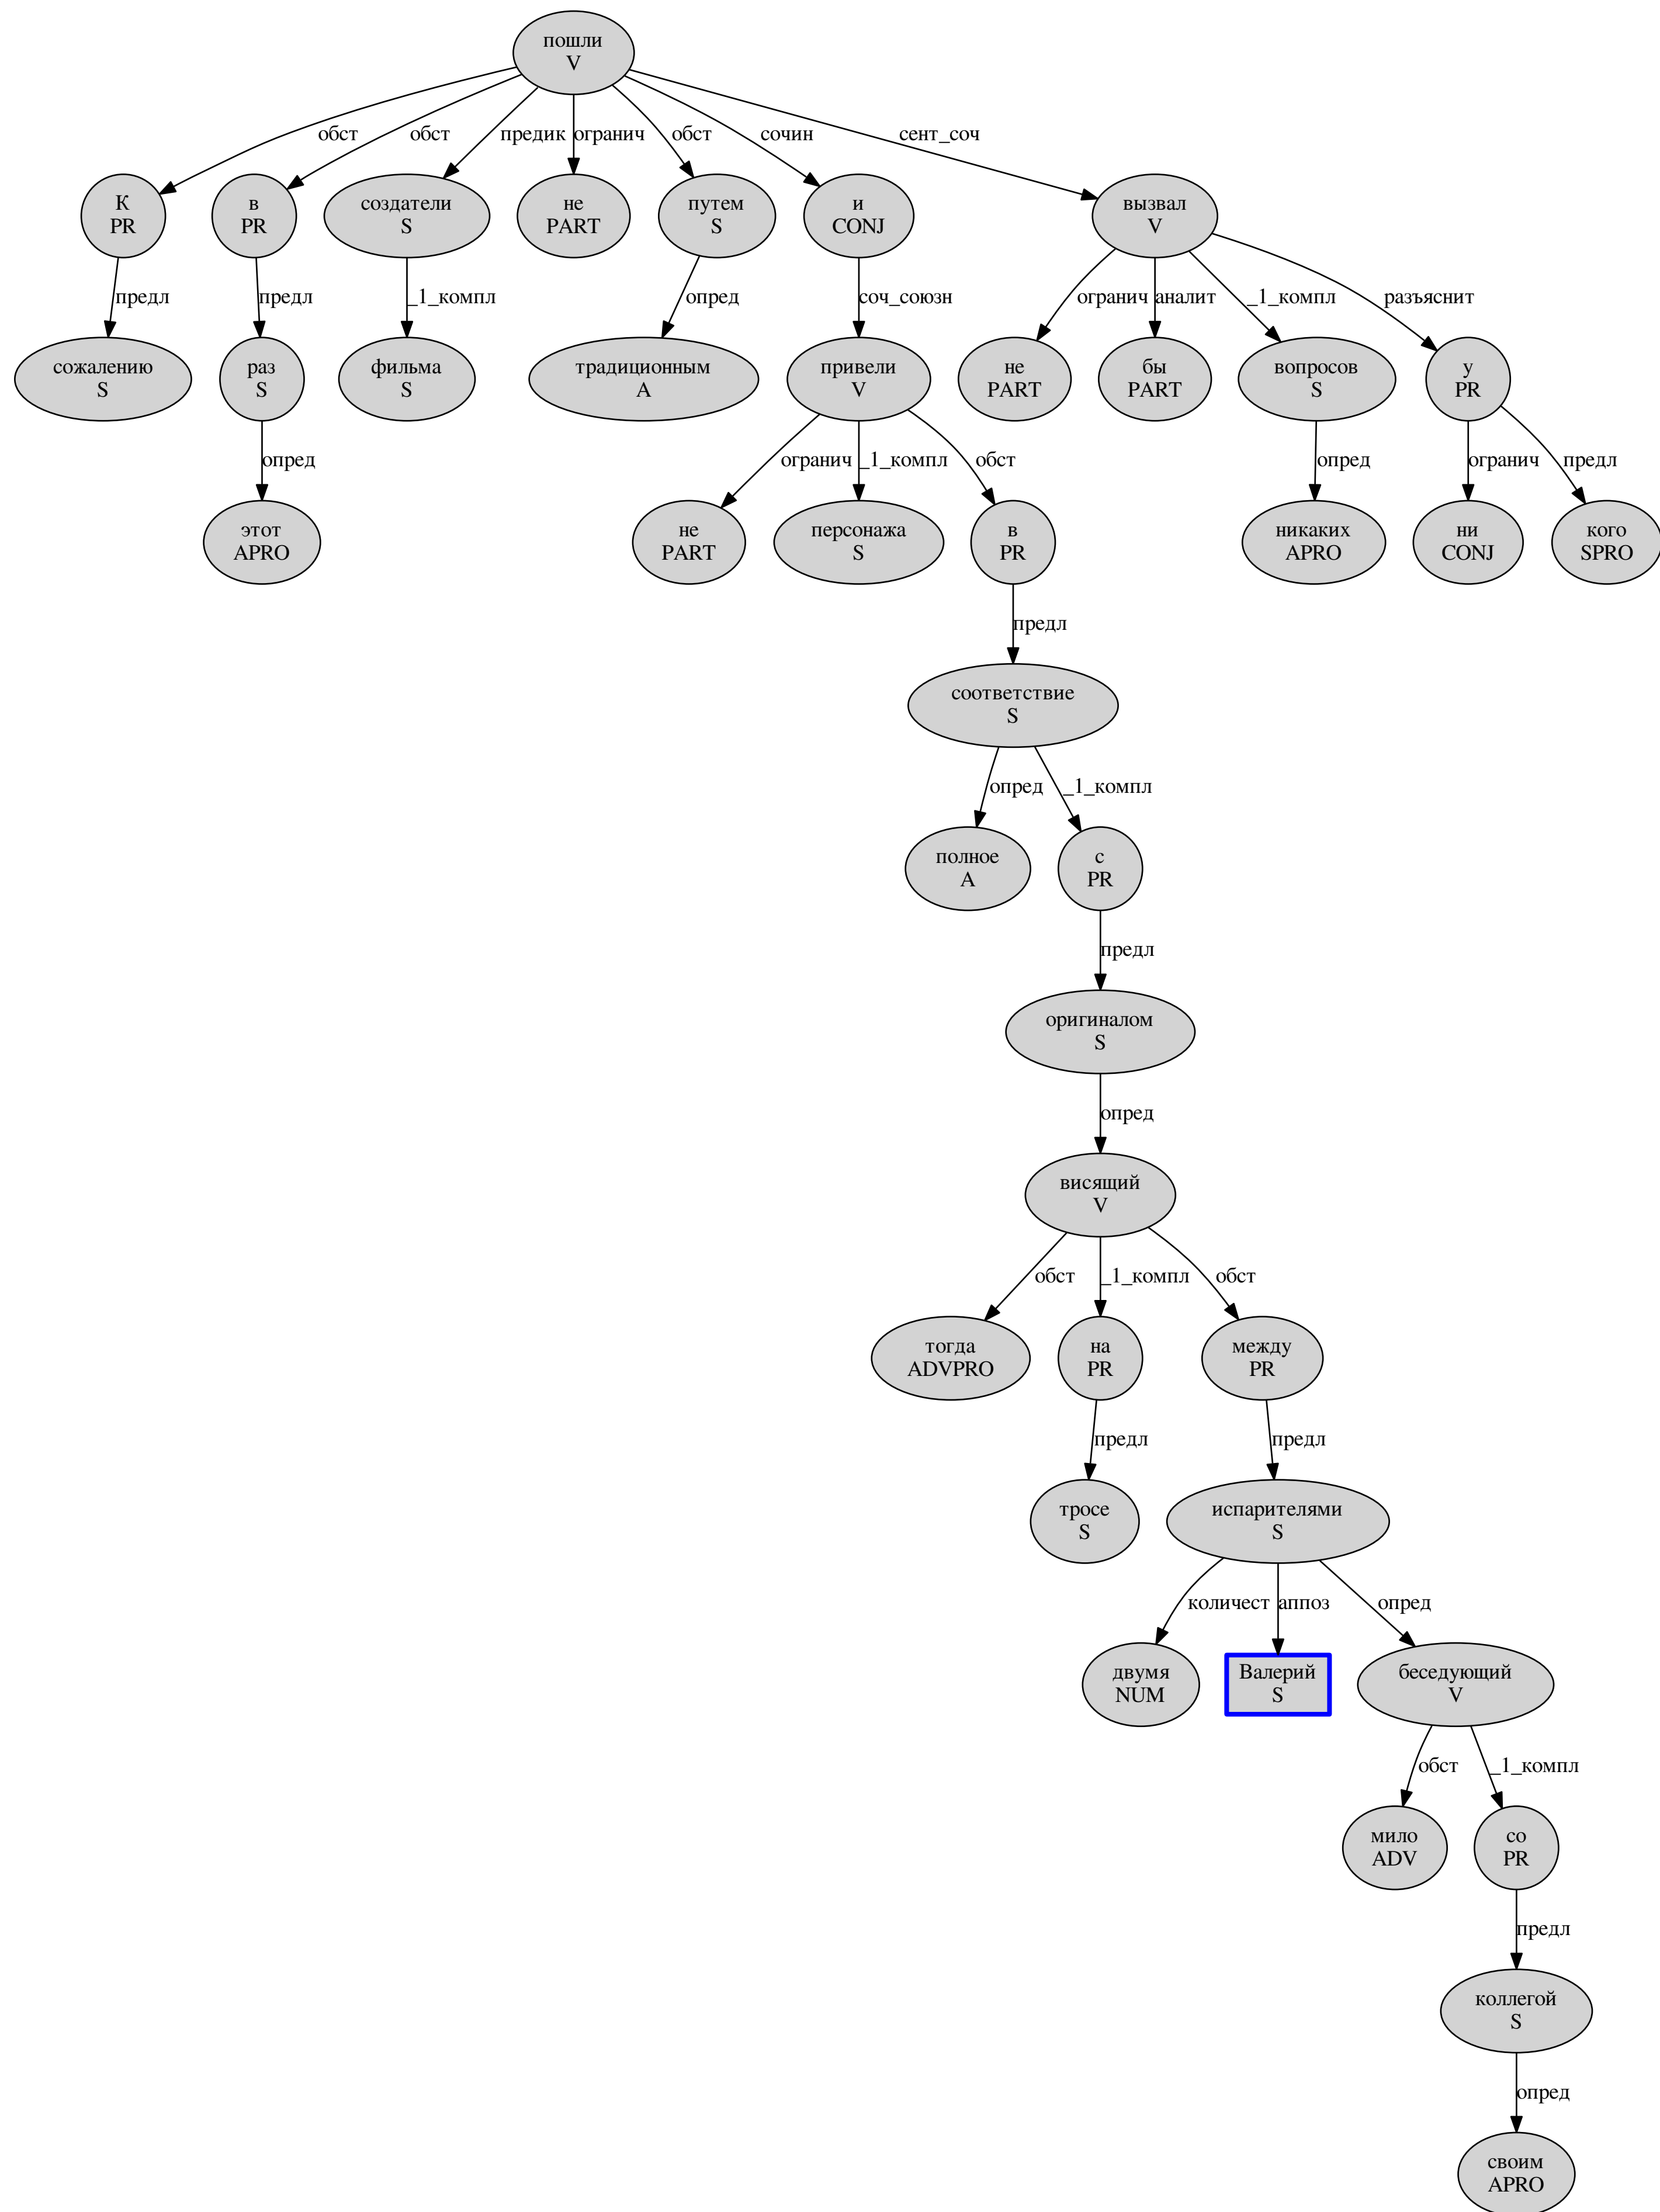 пошли
V
обст
обст
предик
огранич
обст
сочин
сент_соч
К
PR
в
PR
создатели
S
не
PART
путем
S
и
CONJ
вызвал
V
предл
предл
_1_компл
опред
соч_союзн
огранич
аналит
_1_компл
разъяснит
сожалению
S
раз
S
фильма
S
традиционным
A
привели
V
не
PART
бы
PART
вопросов
S
у
PR
опред
огранич
_1_компл
обст
опред
огранич
предл
этот
APRO
не
PART
персонажа
S
в
PR
никаких
APRO
ни
CONJ
кого
SPRO
предл
соответствие
S
опред
_1_компл
полное
A
с
PR
предл
оригиналом
S
опред
висящий
V
обст
_1_компл
обст
тогда
ADVPRO
на
PR
между
PR
предл
предл
тросе
S
испарителями
S
количест
аппоз
опред
двумя
NUM
Валерий
S
беседующий
V
обст
_1_компл
мило
ADV
со
PR
предл
коллегой
S
опред
своим
APRO